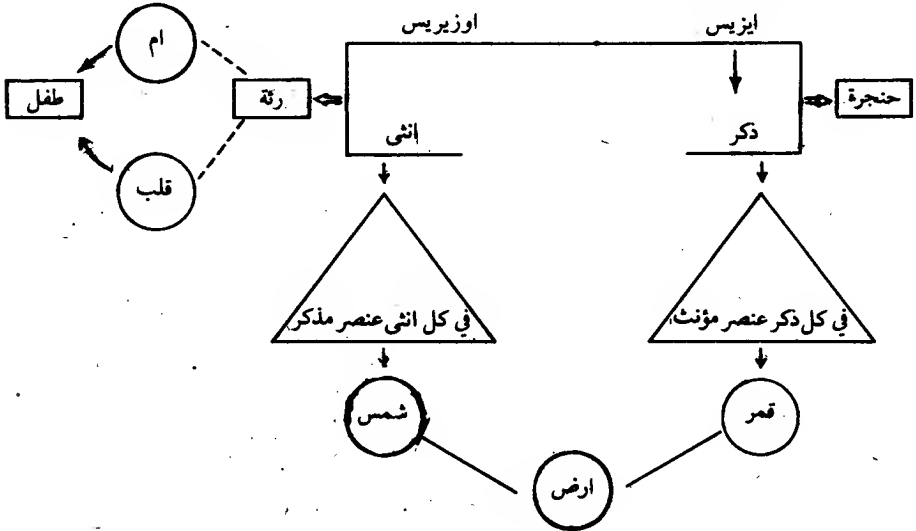 ايزيس
اوزيريس
ام
حنجرة
رئة
طفل
ذكر
انثى
قلب
في كل ذكر عنصر مؤنث
في كل انثى عنصر مذكر
قمر
شمس
ارض